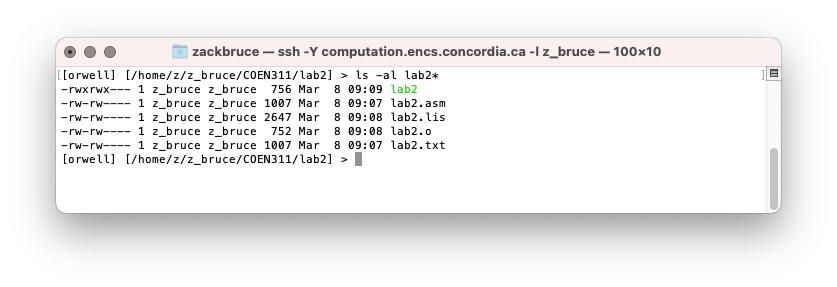 zackbruce — ssh -Y computation.encs.concordia.ca -l z_bruce — 100×10
[[orwell] [/home/z/z_bruce/COEN311/lab2] > ls -al lab2* ]
-rwxrwx--- 1 z_bruce z_bruce  756 Mar  8 09:09 lab2
-rw-rw---- 1 z_bruce z_bruce 1007 Mar  8 09:07 lab2.asm
-rw-rw---- 1 z_bruce z_bruce 2647 Mar  8 09:08 lab2.lis
-rw-rw---- 1 z_bruce z_bruce  752 Mar  8 09:08 lab2.o
-rw-rw---- 1 z_bruce z_bruce 1007 Mar  8 09:07 lab2.txt
[orwell] [/home/z/z_bruce/COEN311/lab2] >